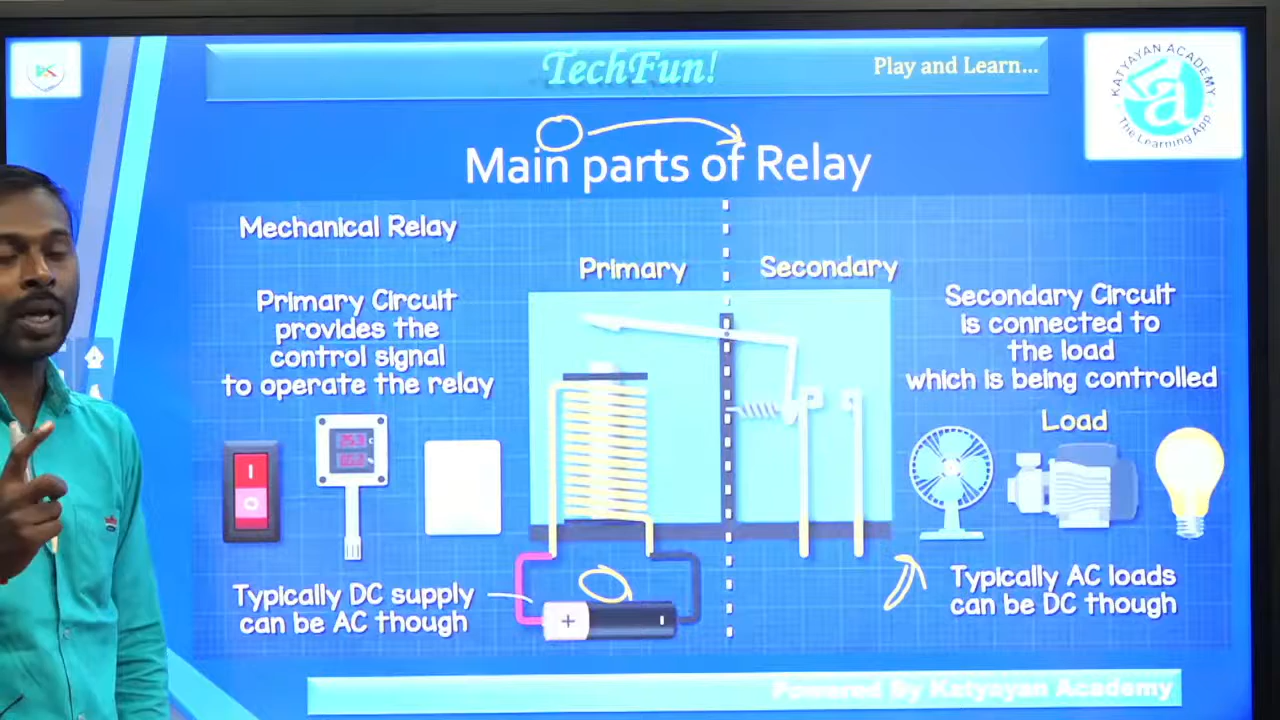 TechFun!
Play and Learn...
KATYAYAN ACADEMY
The Learning App
Main parts of Relay
Mechanical Relay
Primary
Secondary
Primary Circuit
provides the
control signal
to operate the relay
Secondary Circuit
is connected to
the load
which is being controlled
Load
Typically DC supply
can be AC though
Typically AC loads
can be DC though
Powered By Katyayan Academy